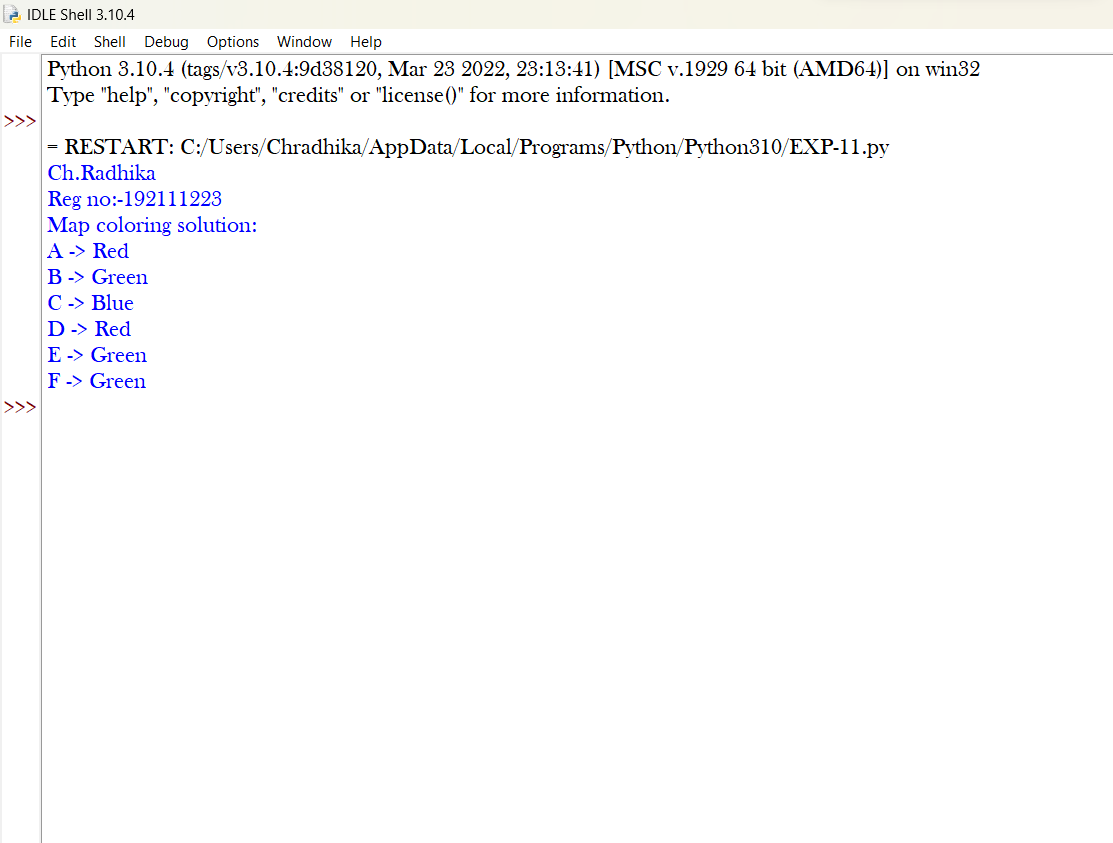 IDLE Shell 3.10.4
File Edit Shell Debug Options Window Help
Python 3.10.4 (tags/v3.10.4:9d38120, Mar 23 2022, 23:13:41) [MSC v.1929 64 bit (AMD64)] on win32
Type "help", "copyright", "credits" or "license()" for more information.
>>>
= RESTART: C:/Users/Chradhika/AppData/Local/Programs/Python/Python310/EXP-11.py
Ch.Radhika
Reg no:-192111223
Map coloring solution:
A -> Red
B -> Green
C -> Blue
D -> Red
E -> Green
F -> Green
>>>